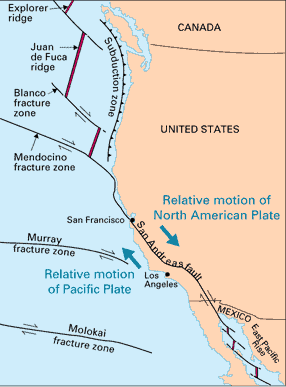 Explorer
ridge
CANADA
Juan
de Fuca
ridge
Subduction zone
Blanco
fracture
zone
UNITED STATES
Mendocino
fracture zone
Relative motion of
North American Plate
San Francisco
San Andreas fault
Murray
fracture zone
Relative motion
of Pacific Plate
Los
Angeles
MEXICO
East Pacific
Rise
Molokai
fracture zone